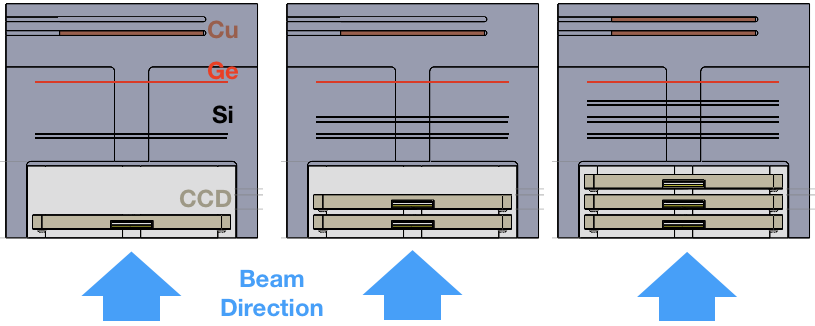 Cu
Ge
Si
CCD
Beam
Direction